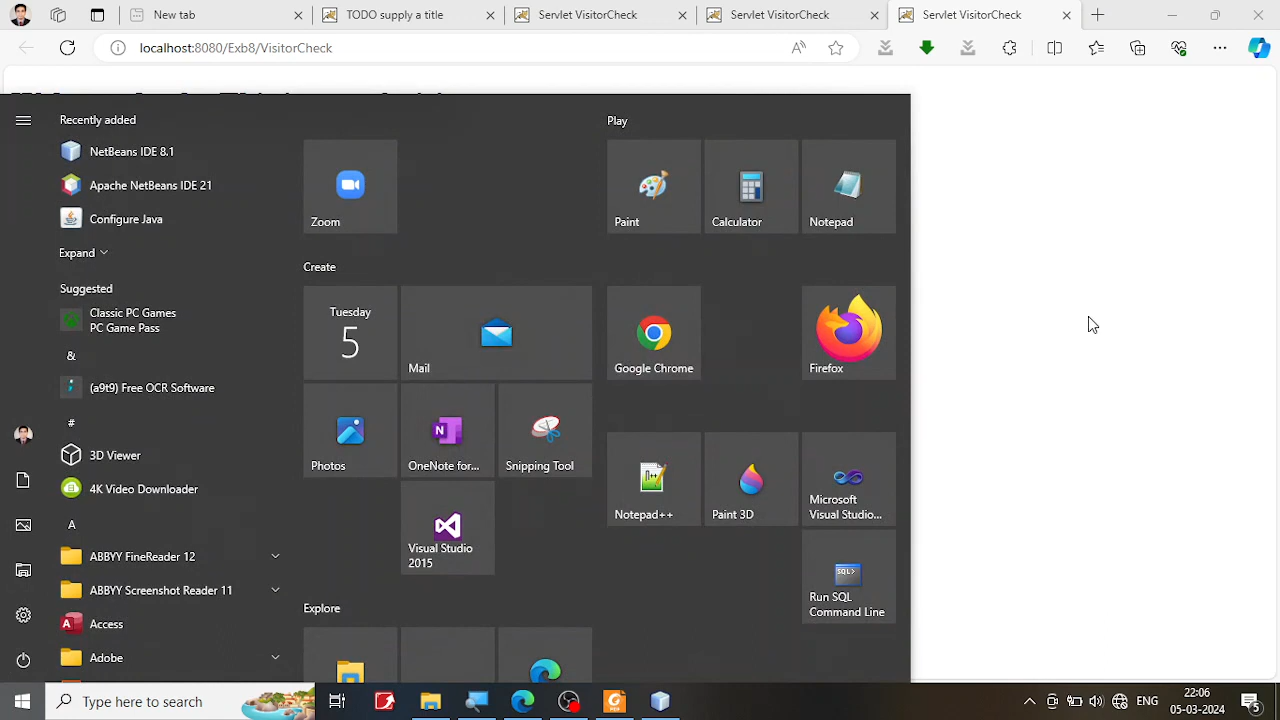 New tab
TODO supply a title
Servlet VisitorCheck
Servlet VisitorCheck
Servlet VisitorCheck
localhost:8080/Exb8/VisitorCheck
Recently added
NetBeans IDE 8.1
Apache NetBeans IDE 21
Configure Java
Expand
Suggested
Classic PC Games
PC Game Pass
&
(a9t9) Free OCR Software
#
3D Viewer
4K Video Downloader
A
ABBYY FineReader 12
ABBYY Screenshot Reader 11
Access
Adobe
Zoom
Create
Tuesday
5
Mail
Photos
OneNote for...
Snipping Tool
Visual Studio
2015
Explore
Play
Paint
Calculator
Notepad
Google Chrome
Firefox
Notepad++
Paint 3D
Microsoft
Visual Studio...
SQL>
Run SQL
Command Line
Type here to search
ENG
22:06
05-03-2024
5